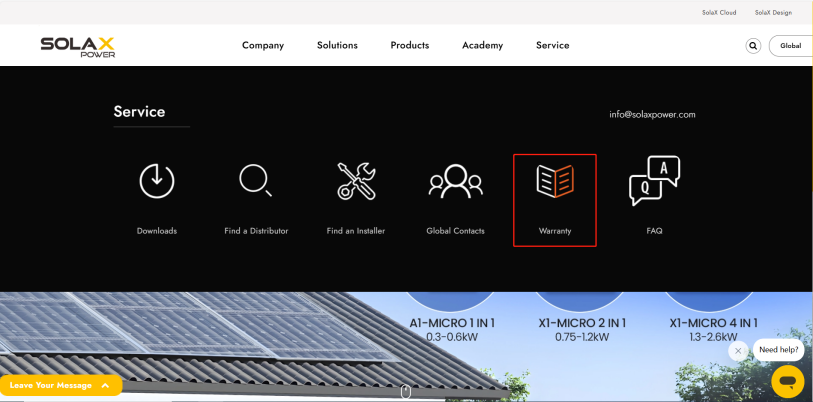 SolaX Cloud SolaX Design
SOLAX
POWER
Company Solutions Products Academy Service
Global
Service
info@solaxpower.com
A
Q
Downloads Find a Distributor Find an Installer Global Contacts Warranty FAQ
A1-MICRO 1 IN 1 X1-MICRO 2 IN 1 X1-MICRO 4 IN 1
0.3-0.6kW 0.75-1.2kW 1.3-2.6kW
Need help?
Leave Your Message